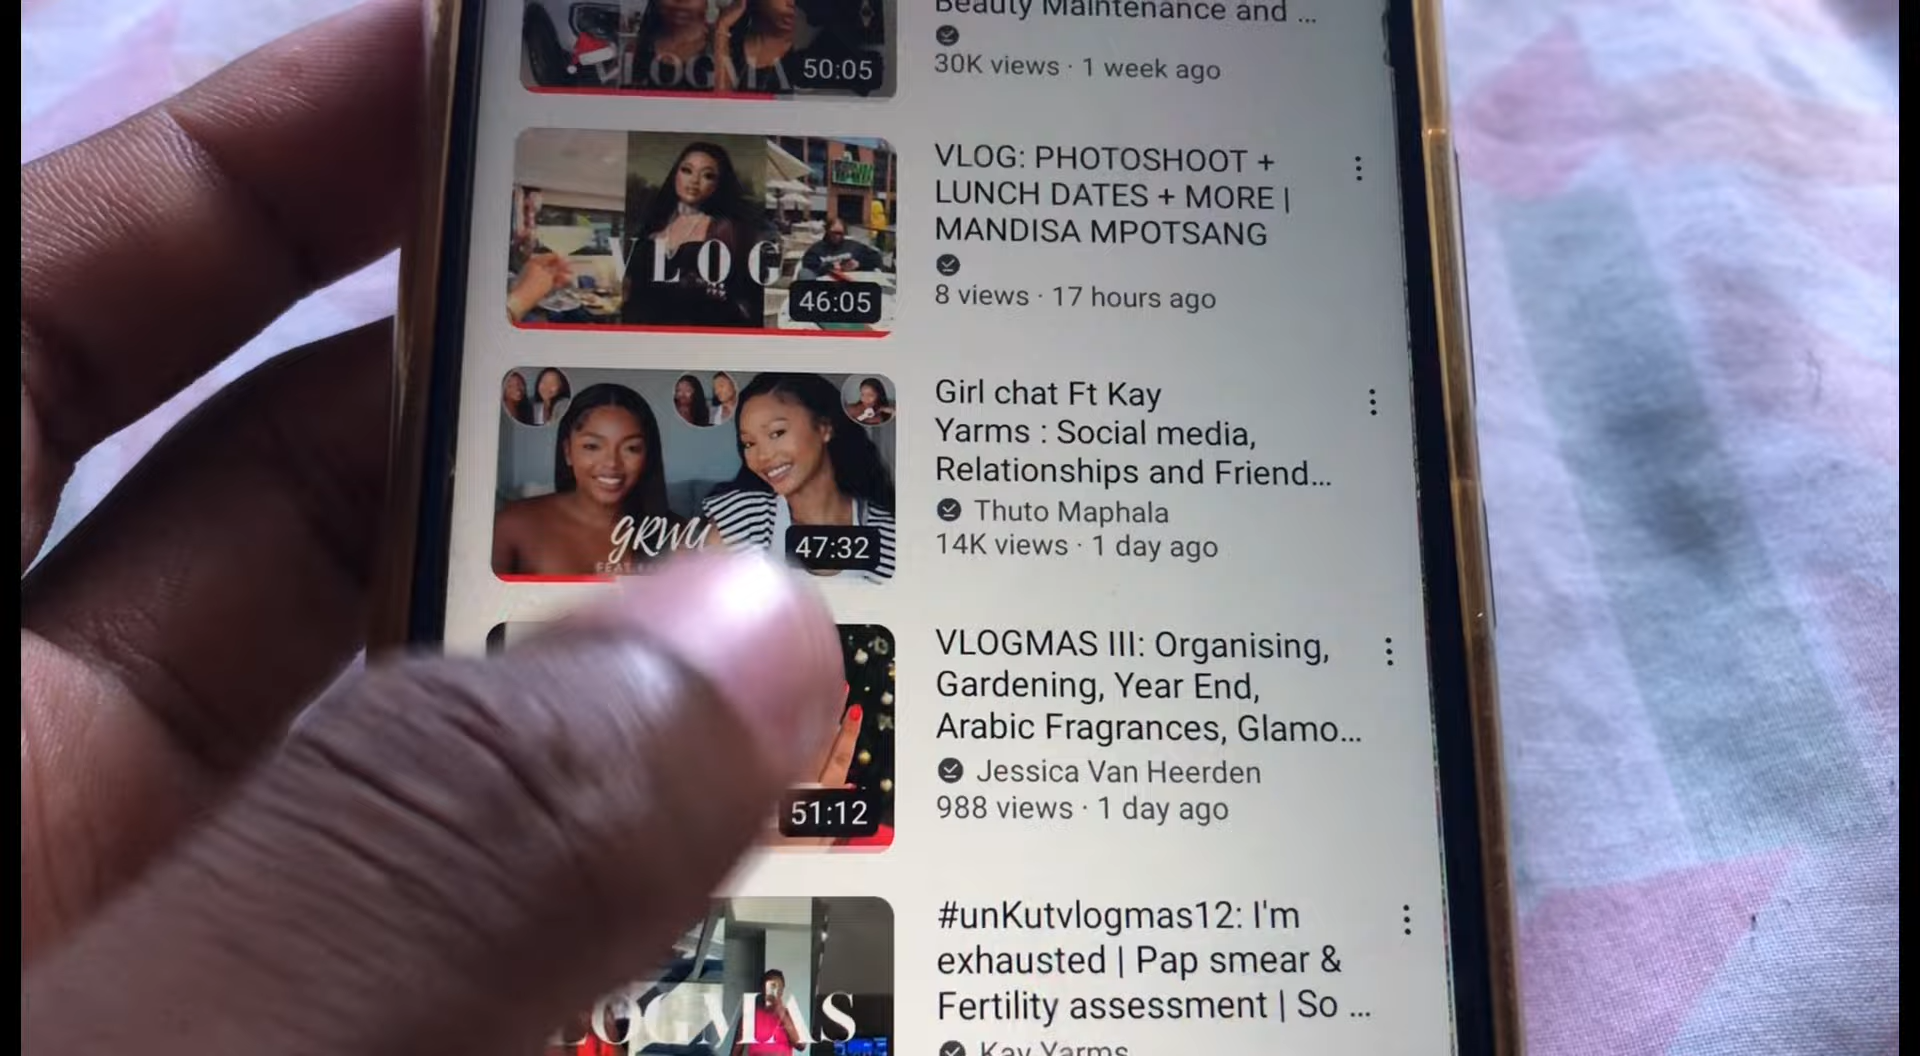 Beauty Maintenance and ...
VLOGMA
50:05
30K views · 1 week ago
VLOG
46:05
VLOG: PHOTOSHOOT +
LUNCH DATES + MORE |
MANDISA MPOTSANG
8 views · 17 hours ago
GRWM
47:32
Girl chat Ft Kay
Yarms : Social media,
Relationships and Friend...
Thuto Maphala
14K views · 1 day ago
51:12
VLOGMAS III: Organising,
Gardening, Year End,
Arabic Fragrances, Glamo...
Jessica Van Heerden
988 views · 1 day ago
LOGMAS
#unKutvlogmas12: I'm
exhausted | Pap smear &
Fertility assessment | So ...
Kay Yarms